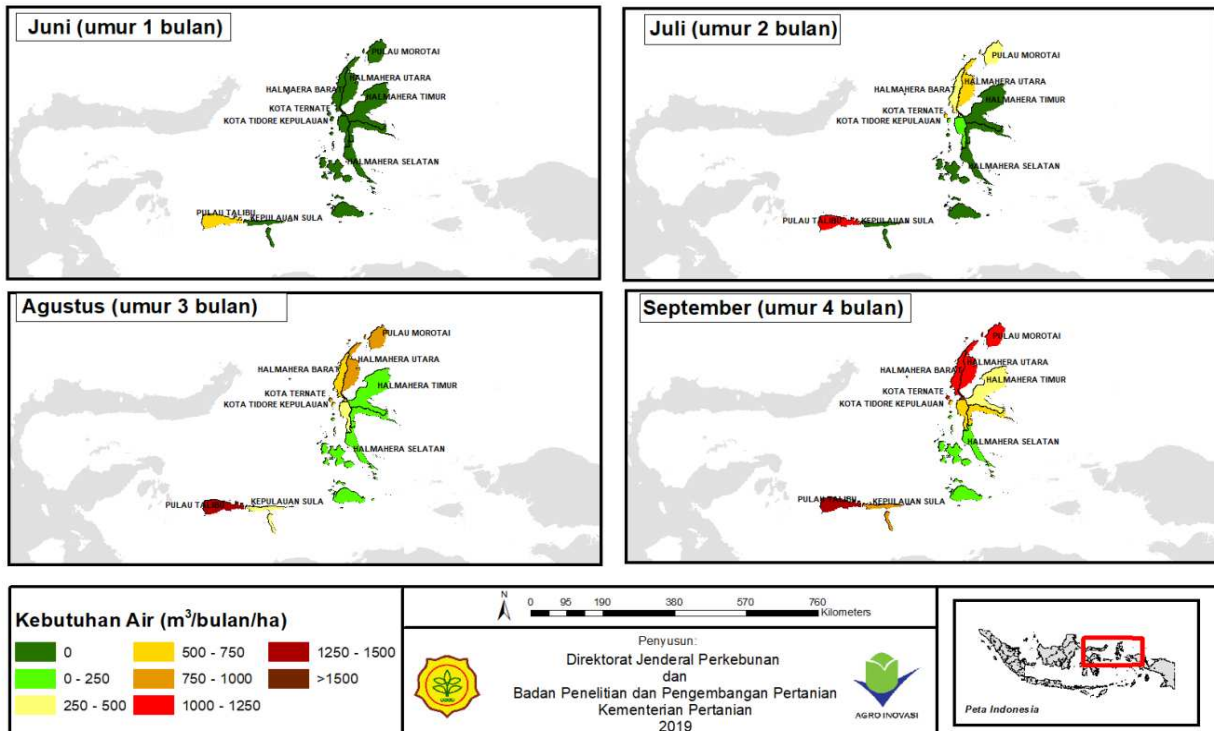 Juni (umur 1 bulan)
PULAU MOROTAI
HALMAHERA UTARA
HALMAERA BARAT
HALMAHERA TIMUR
KOTA TERNATE
KOTA TIDORE KEPULAUAN
HALMAHERA SELATAN
PULAU TALIBU
KEPULAUAN SULA
Juli (umur 2 bulan)
PULAU MOROTAI
HALMAHERA UTARA
HALMAHERA BARAT
HALMAHERA TIMUR
KOTA TERNATE
KOTA TIDORE KEPULAUAN
HALMAHERA SELATAN
PULAU TALIBU
KEPULAUAN SULA
Agustus (umur 3 bulan)
PULAU MOROTAI
HALMAHERA UTARA
HALMAHERA BARAT
HALMAHERA TIMUR
KOTA TERNATE
KOTA TIDORE KEPULAUAN
HALMAHERA SELATAN
PULAU TALIBU
KEPULAUAN SULA
September (umur 4 bulan)
PULAU MOROTAI
HALMAHERA UTARA
HALMAHERA BARAT
HALMAHERA TIMUR
KOTA TERNATE
KOTA TIDORE KEPULAUAN
HALMAHERA SELATAN
PULAU TALIBU
KEPULAUAN SULA
Kebutuhan Air (m³/bulan/ha)
0
0 - 250
250 - 500
500 - 750
750 - 1000
1000 - 1250
1250 - 1500
>1500
N
0 95 190 380 570 760
Kilometers
Penyusun:
Direktorat Jenderal Perkebunan
dan
Badan Penelitian dan Pengembangan Pertanian
Kementerian Pertanian
2019
AGRO INOVASI
Peta Indonesia